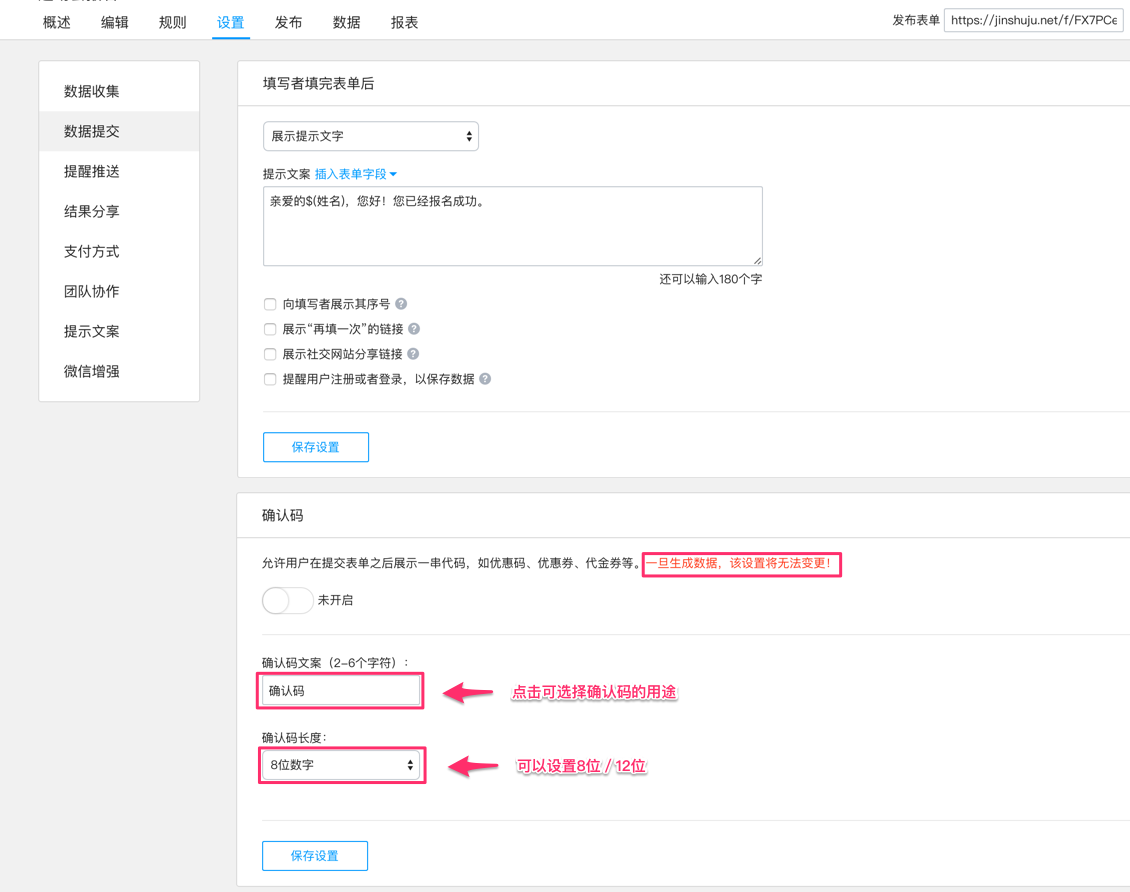 概述 编辑 规则 设置 发布 数据 报表 发布表单 https://jinshuju.net/f/FX7PCe
数据收集
数据提交
提醒推送
结果分享
支付方式
团队协作
提示文案
微信增强
填写者填完表单后
展示提示文字
提示文案 插入表单字段
亲爱的$(姓名)，您好！您已经报名成功。
还可以输入180个字
向填写者展示其序号 ?
展示“再填一次”的链接 ?
展示社交网站分享链接 ?
提醒用户注册或者登录，以保存数据 ?
保存设置
确认码
允许用户在提交表单之后展示一串代码，如优惠码、优惠券、代金券等。一旦生成数据，该设置将无法变更！
未开启
确认码文案（2-6个字符）：
确认码 点击可选择确认码的用途
确认码长度：
8位数字 可以设置8位 / 12位
保存设置